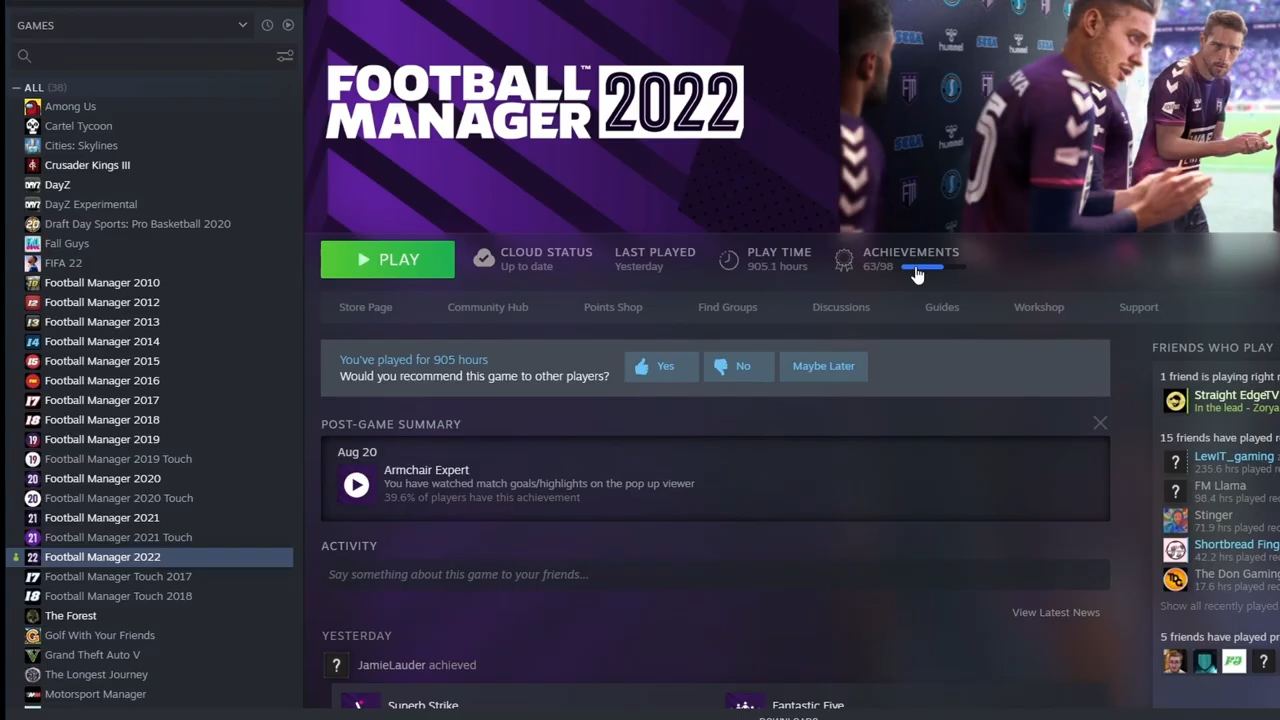 GAMES
ALL (38)
Among Us
Cartel Tycoon
Cities: Skylines
Crusader Kings III
DayZ
DayZ Experimental
Draft Day Sports: Pro Basketball 2020
Fall Guys
FIFA 22
Football Manager 2010
Football Manager 2012
Football Manager 2013
Football Manager 2014
Football Manager 2015
Football Manager 2016
Football Manager 2017
Football Manager 2018
Football Manager 2019
Football Manager 2019 Touch
Football Manager 2020
Football Manager 2020 Touch
Football Manager 2021
Football Manager 2021 Touch
Football Manager 2022
Football Manager Touch 2017
Football Manager Touch 2018
The Forest
Golf With Your Friends
Grand Theft Auto V
The Longest Journey
Motorsport Manager
FOOTBALL™
MANAGER 2022
SEGA
hummel
PLAY
CLOUD STATUS
Up to date
LAST PLAYED
Yesterday
PLAY TIME
905.1 hours
ACHIEVEMENTS
63/98
Store Page
Community Hub
Points Shop
Find Groups
Discussions
Guides
Workshop
Support
You've played for 905 hours
Would you recommend this game to other players?
Yes
No
Maybe Later
POST-GAME SUMMARY
Aug 20
Armchair Expert
You have watched match goals/highlights on the pop up viewer
39.6% of players have this achievement
ACTIVITY
Say something about this game to your friends...
View Latest News
YESTERDAY
JamieLauder achieved
Superb Strike
Fantastic Five
DOWNLOADS
FRIENDS WHO PLAY
1 friend is playing right
Straight EdgeTV
In the lead - Zorya
15 friends have played
LewIT_gaming
235.6 hrs played
FM Llama
98.4 hrs played
Stinger
71.9 hrs played
Shortbread Fing
42.2 hrs played
The Don Gaming
17.6 hrs played
Show all recently played
5 friends have played